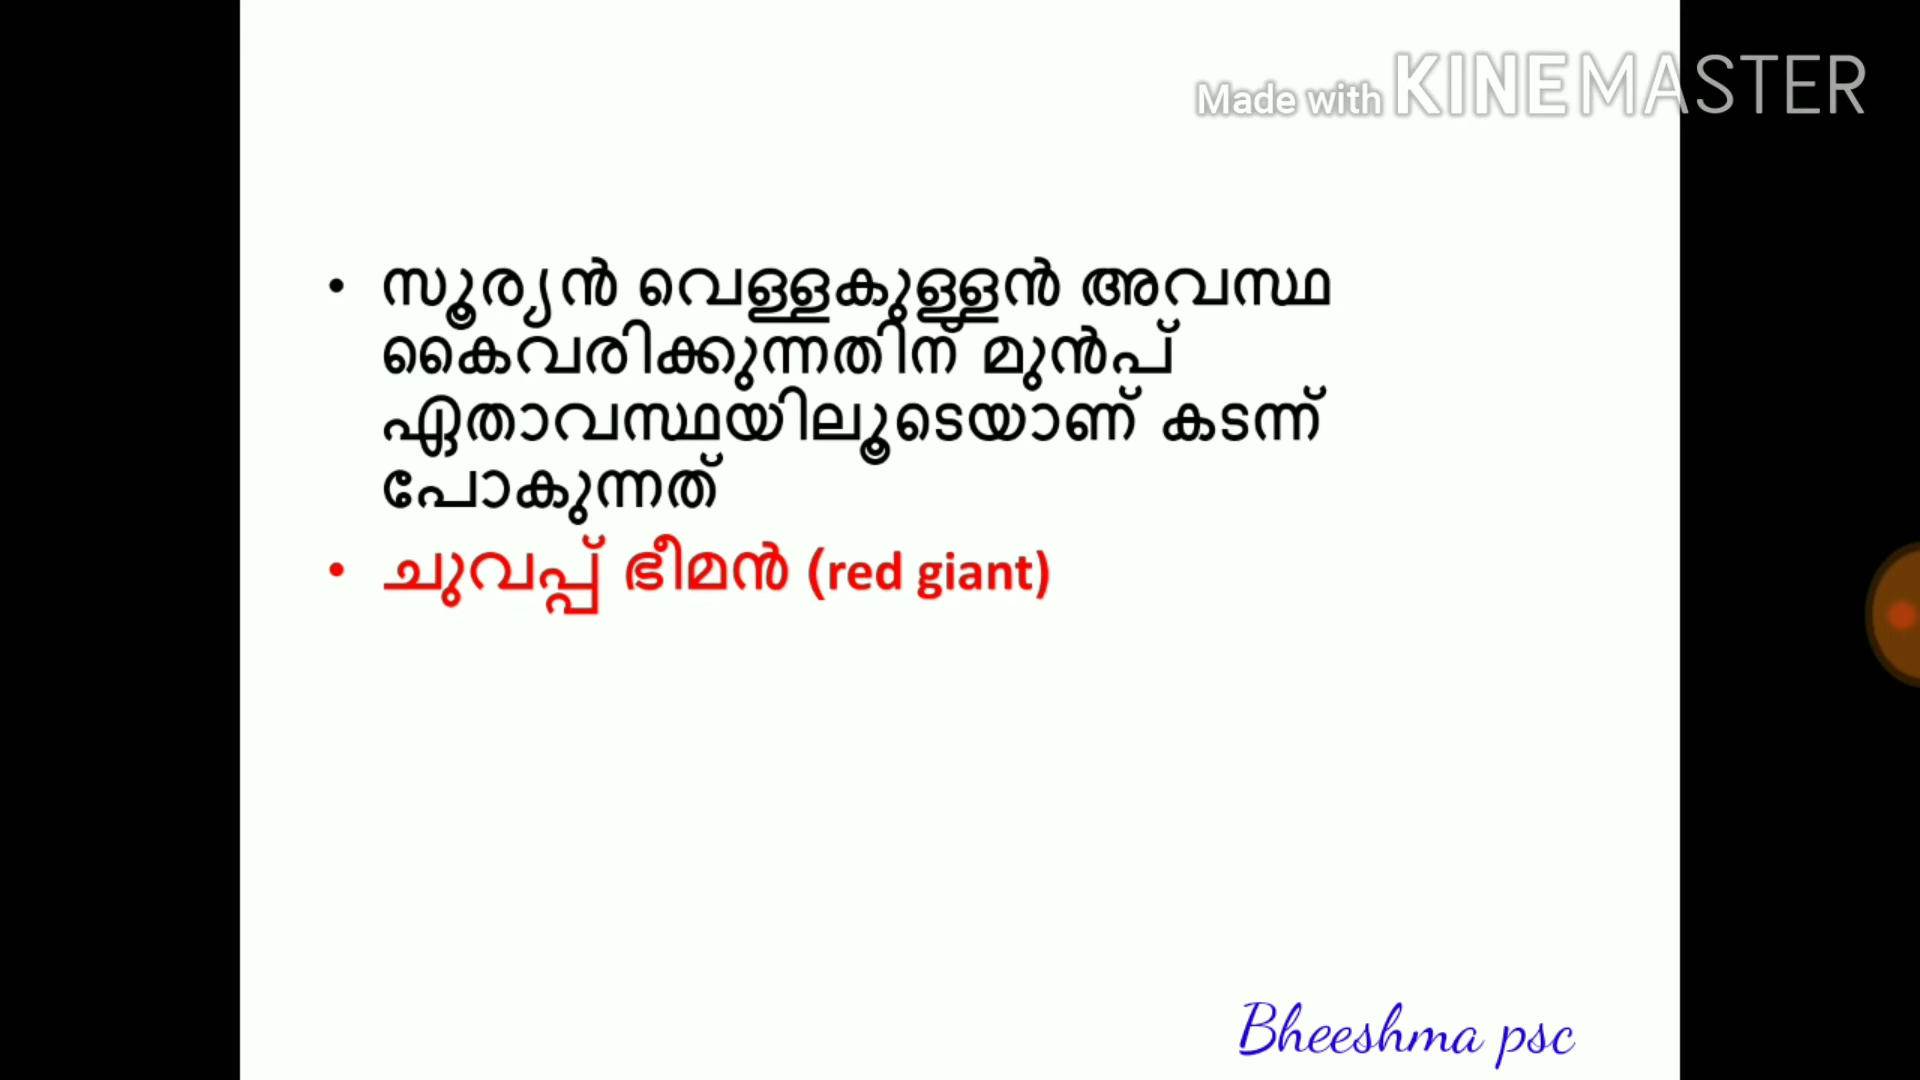 Made with KINEMASTER
• സൂര്യൻ വെള്ളകുള്ളൻ അവസ്ഥ
കൈവരിക്കുന്നതിന് മുൻപ്
ഏതാവസ്ഥയിലൂടെയാണ് കടന്ന്
പോകുന്നത്
• ചുവപ്പ് ഭീമൻ (red giant)
Bheeshma psc